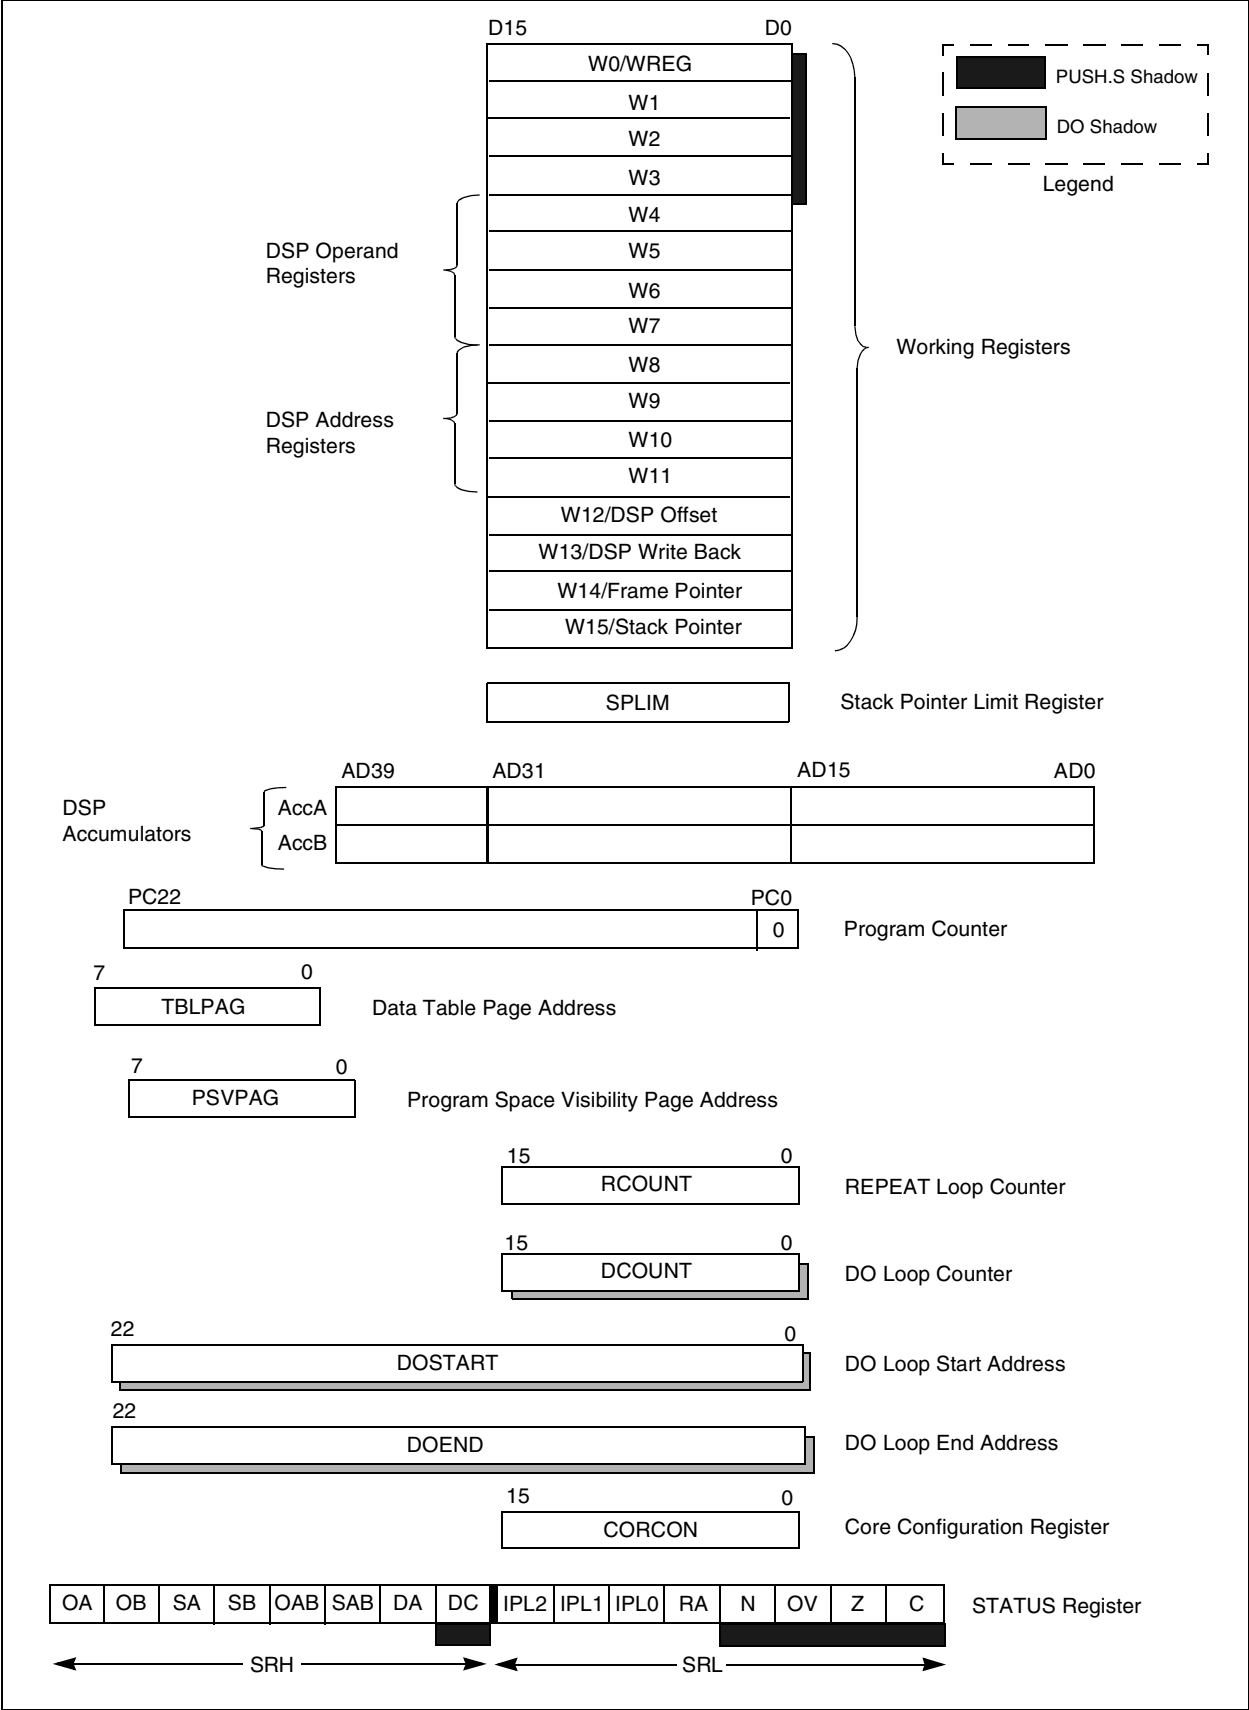 D15 D0
W0/WREG
W1
W2
W3
W4
W5
W6
W7
W8
W9
W10
W11
W12/DSP Offset
W13/DSP Write Back
W14/Frame Pointer
W15/Stack Pointer
PUSH.S Shadow
DO Shadow
Legend
DSP Operand
Registers
DSP Address
Registers
Working Registers
SPLIM Stack Pointer Limit Register
AD39 AD31 AD15 AD0
DSP
Accumulators
AccA
AccB
PC22 PC0
0 Program Counter
7 0
TBLPAG Data Table Page Address
7 0
PSVPAG Program Space Visibility Page Address
15 0
RCOUNT REPEAT Loop Counter
15 0
DCOUNT DO Loop Counter
22 0
DOSTART DO Loop Start Address
22
DOEND DO Loop End Address
15 0
CORCON Core Configuration Register
OA OB SA SB OAB SAB DA DC IPL2 IPL1 IPL0 RA N OV Z C STATUS Register
SRH SRL